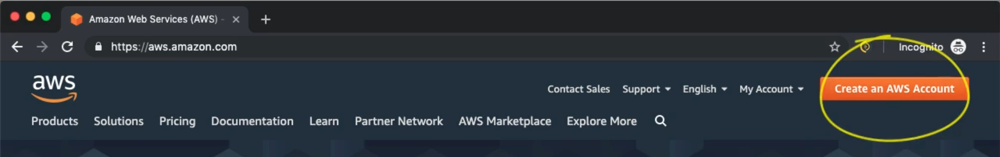 Amazon Web Services (AWS) -
https://aws.amazon.com
Incognito
aws
Contact Sales Support English My Account Create an AWS Account
Products Solutions Pricing Documentation Learn Partner Network AWS Marketplace Explore More